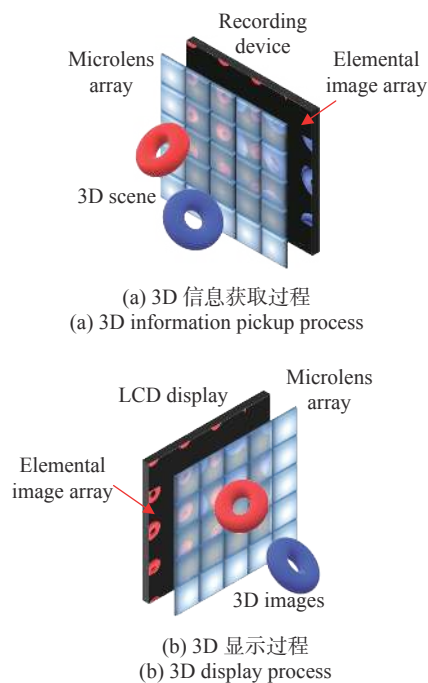 Recording
device
Microlens
array
Elemental
image array
3D scene
(a) 3D 信息获取过程
(a) 3D information pickup process
Microlens
array
LCD display
Elemental
image array
3D images
(b) 3D 显示过程
(b) 3D display process